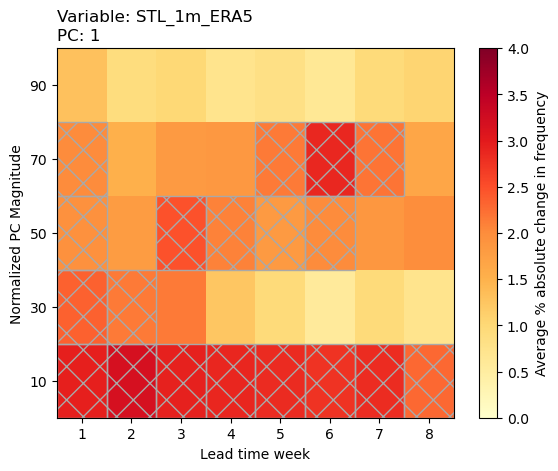 Variable: STL_1m_ERA5
PC: 1
Normalized PC Magnitude
90
70
50
30
10
1 2 3 4 5 6 7 8
Lead time week
4.0
3.5
3.0
2.5
2.0
1.5
1.0
0.5
0.0
Average % absolute change in frequency